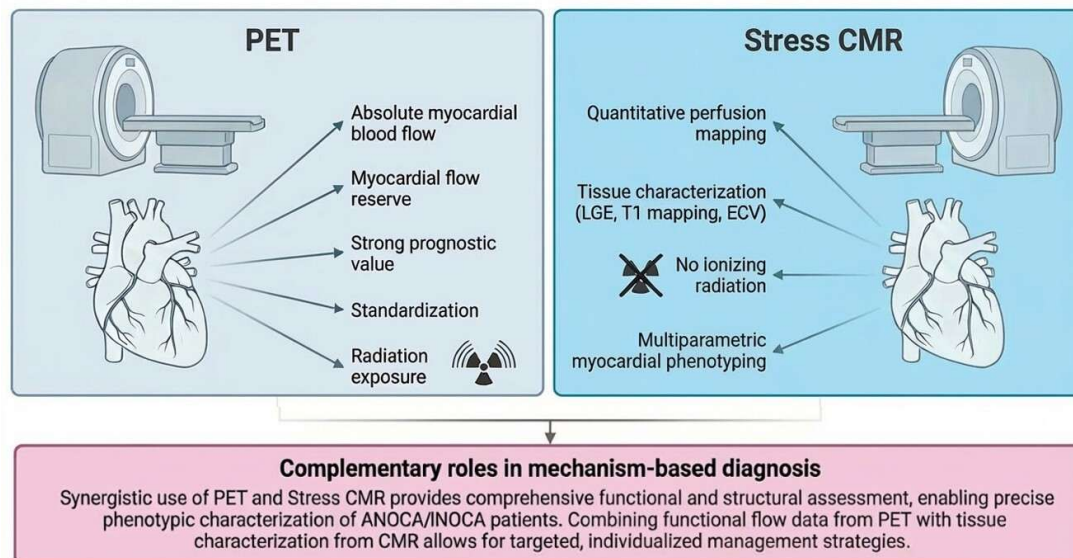 PET
Absolute myocardial
blood flow
Myocardial flow
reserve
Strong prognostic
value
Standardization
Radiation
exposure
Stress CMR
Quantitative perfusion
mapping
Tissue characterization
(LGE, T1 mapping, ECV)
No ionizing
radiation
Multiparametric
myocardial phenotyping
Complementary roles in mechanism-based diagnosis
Synergistic use of PET and Stress CMR provides comprehensive functional and structural assessment, enabling precise
phenotypic characterization of ANOCA/INOCA patients. Combining functional flow data from PET with tissue
characterization from CMR allows for targeted, individualized management strategies.